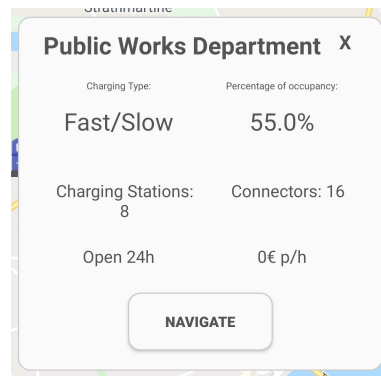 Strathmartine
Public Works Department X
Charging Type: Percentage of occupancy:
Fast/Slow 55.0%
Charging Stations: Connectors: 16
8
Open 24h 0€ p/h
NAVIGATE